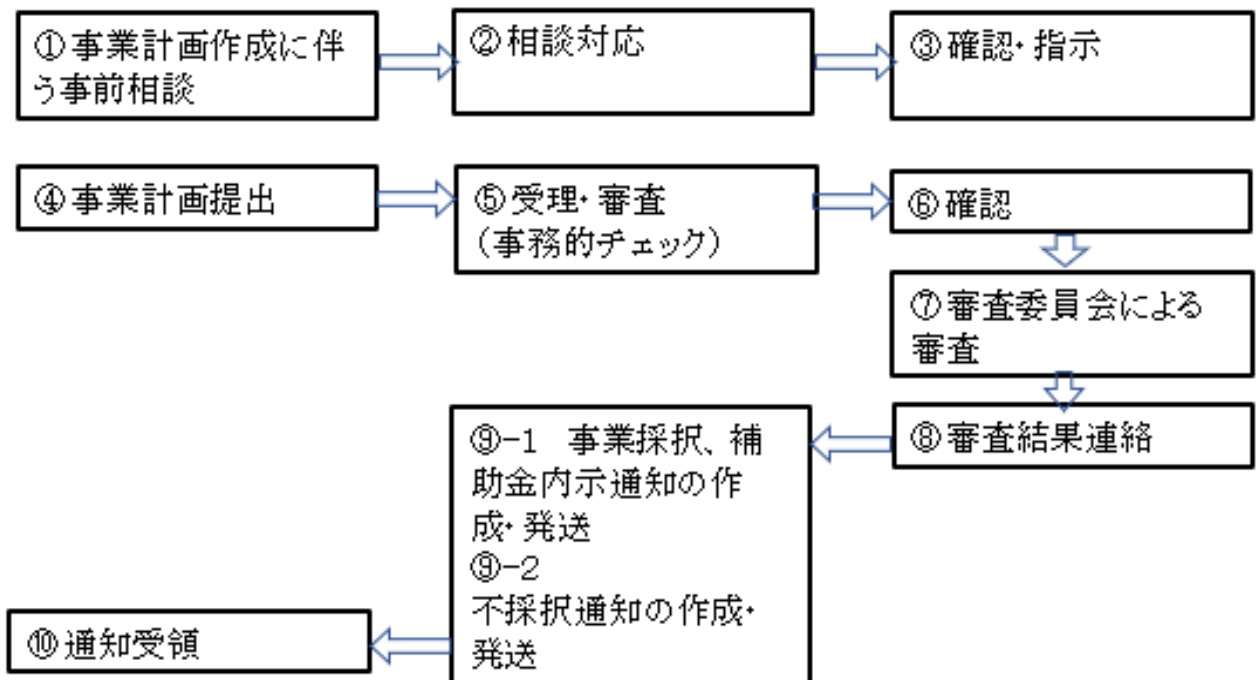 ①事業計画作成に伴
う事前相談
②相談対応
③確認・指示
④事業計画提出
⑤受理・審査
（事務的チェック）
⑥確認
⑦審査委員会による
審査
⑧審査結果連絡
⑨-1　事業採択、補
助金内示通知の作
成・発送
⑨-2
不採択通知の作成・
発送
⑩通知受領